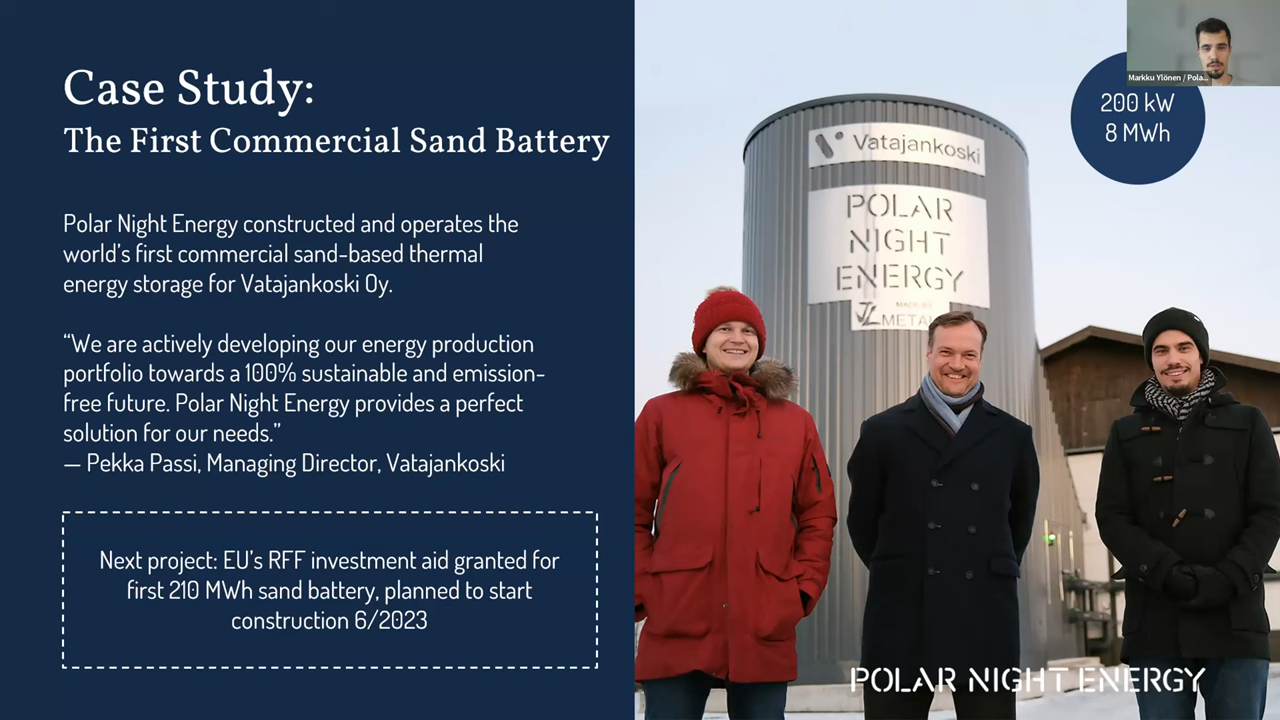 Case Study:
The First Commercial Sand Battery
Polar Night Energy constructed and operates the
world's first commercial sand-based thermal
energy storage for Vatajankoski Oy.
“We are actively developing our energy production
portfolio towards a 100% sustainable and emission-
free future. Polar Night Energy provides a perfect
solution for our needs.”
— Pekka Passi, Managing Director, Vatajankoski
Next project: EU's RFF investment aid granted for
first 210 MWh sand battery, planned to start
construction 6/2023
Markku Ylönen / Pola...
200 kW
8 MWh
Vatajankoski
POLAR
NIGHT
ENERGY
MADE BY
JL
POLAR NIGHT ENERGY